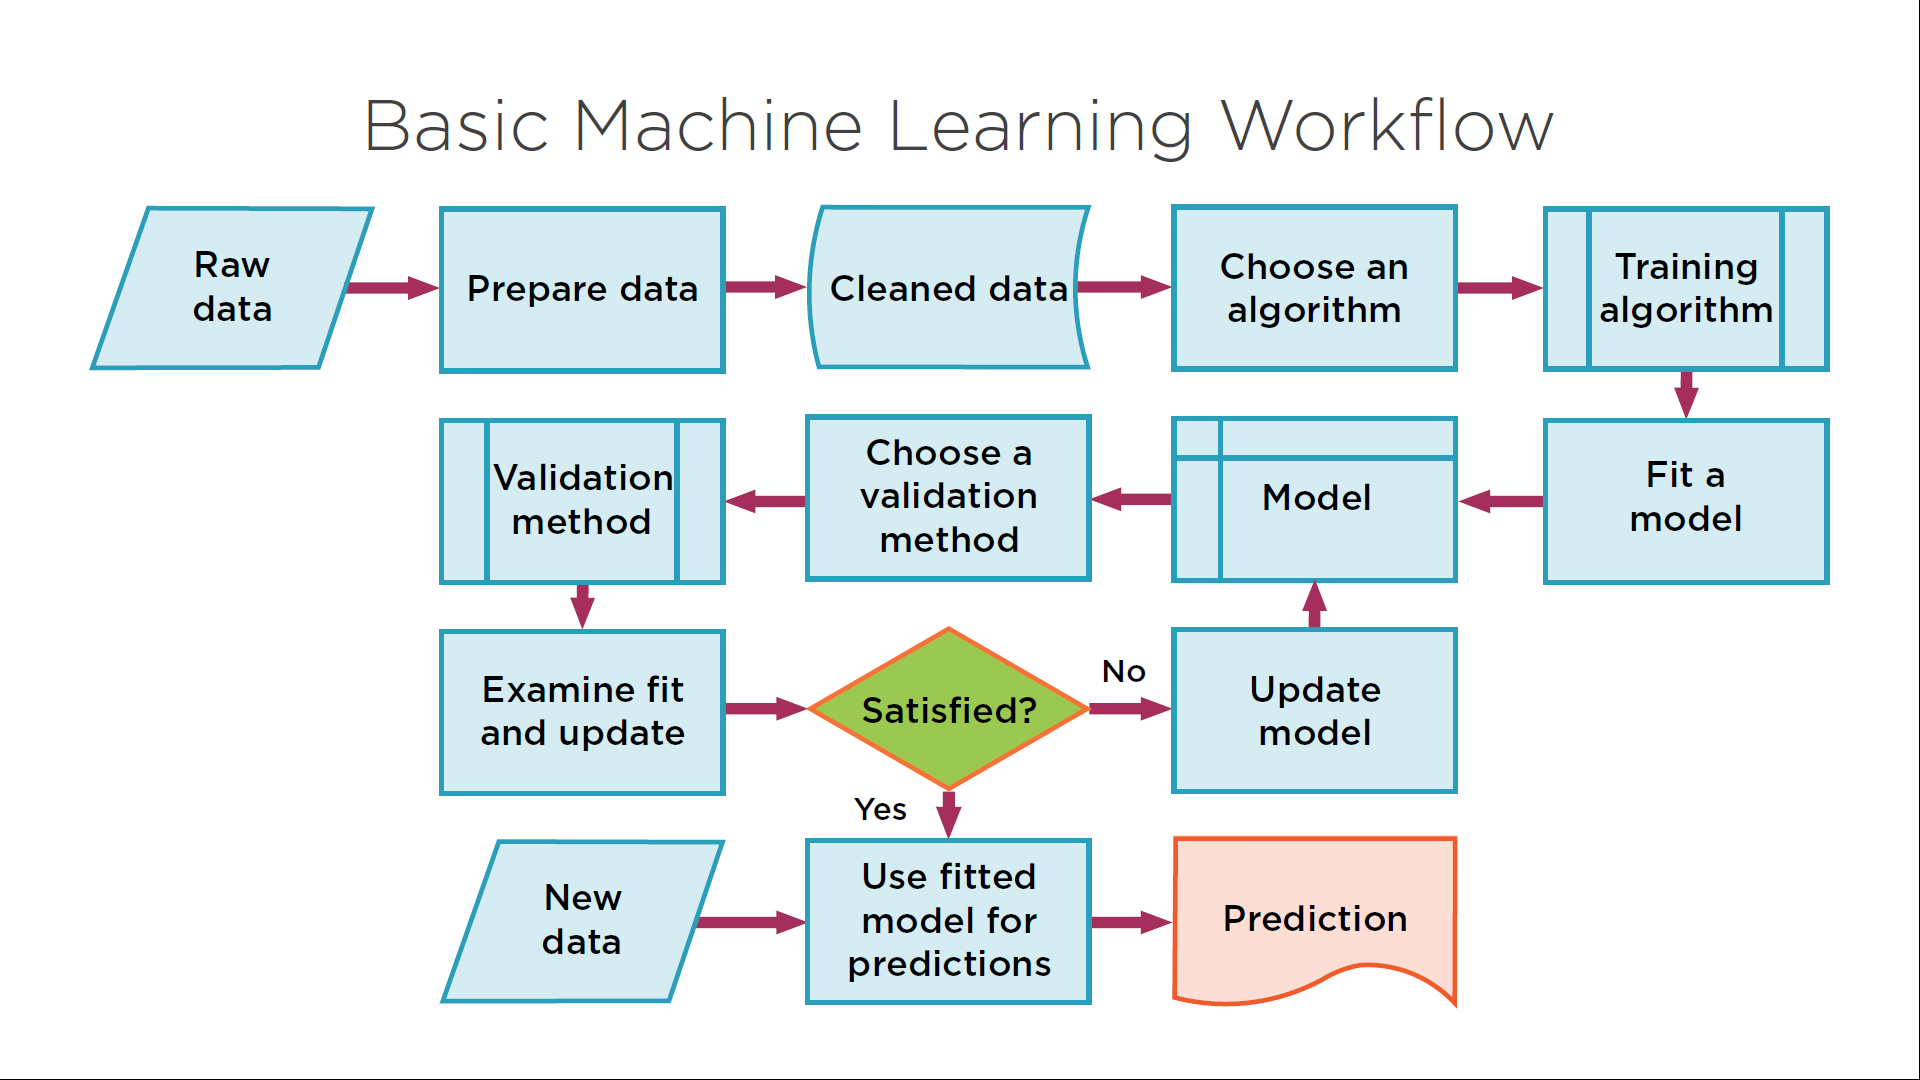 Basic Machine Learning Workflow
Raw
data
Prepare data
Cleaned data
Choose an
algorithm
Training
algorithm
Fit a
model
Model
Choose a
validation
method
Validation
method
Examine fit
and update
Satisfied?
No
Update
model
Yes
New
data
Use fitted
model for
predictions
Prediction